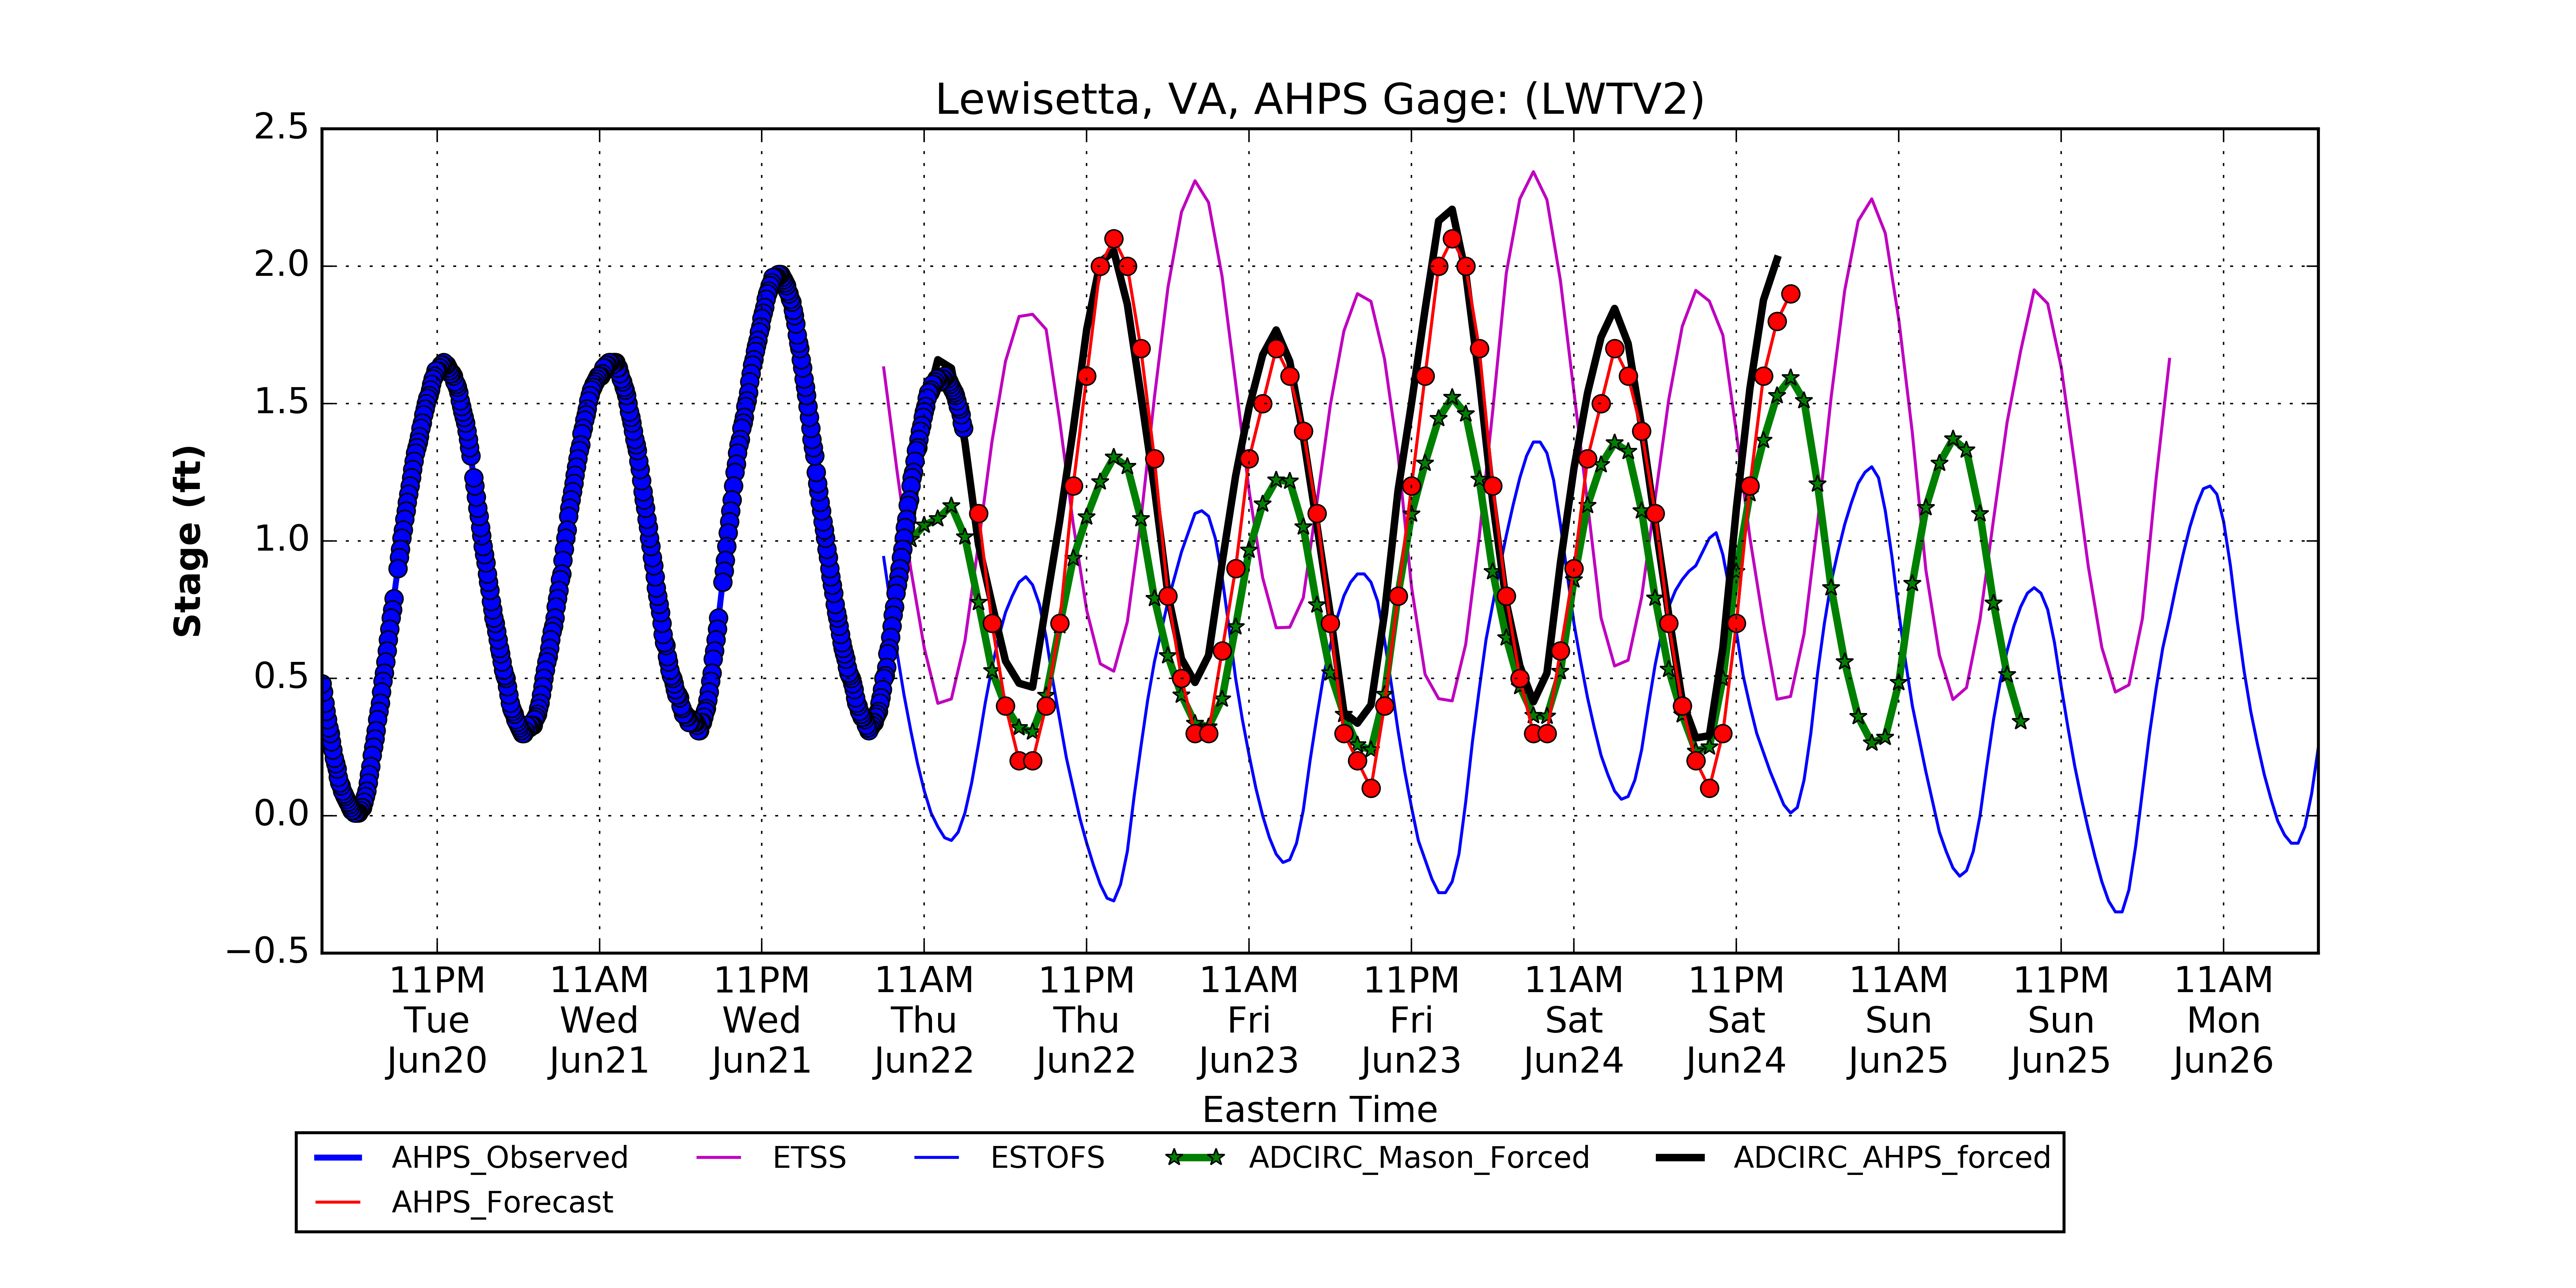 Lewisetta, VA, AHPS Gage: (LWTV2)
2.5
2.0
1.5
1.0
0.5
0.0
−0.5
Stage (ft)
11PM 11AM 11PM 11AM 11PM 11AM 11PM 11AM 11PM 11AM 11PM 11AM
Tue Wed Wed Thu Thu Fri Fri Sat Sat Sun Sun Mon
Jun20 Jun21 Jun21 Jun22 Jun22 Jun23 Jun23 Jun24 Jun24 Jun25 Jun25 Jun26
Eastern Time
AHPS_Observed ETSS ESTOFS ADCIRC_Mason_Forced ADCIRC_AHPS_forced
AHPS_Forecast